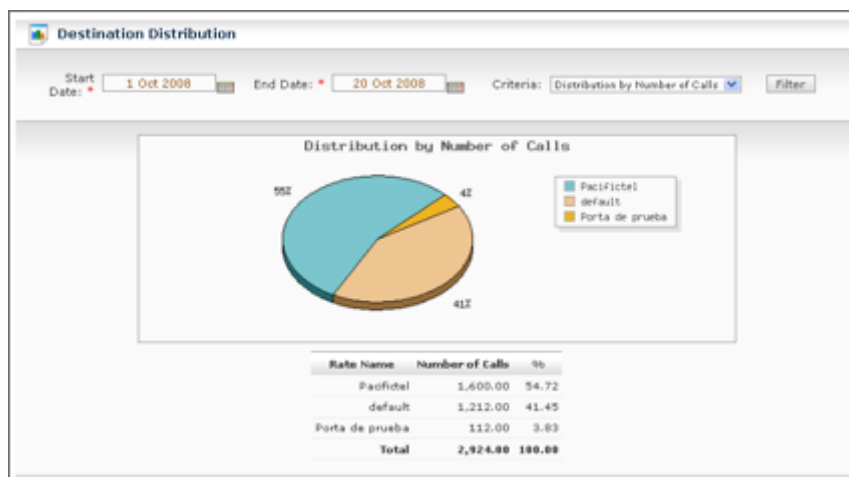 Destination Distribution
Start Date: * 1 Oct 2008 End Date: * 20 Oct 2008 Criteria: Distribution by Number of Calls Filter
Distribution by Number of Calls
55% 4%
41%
Pacifictel
default
Porta de prueba
Rate Name Number of Calls %
Pacifictel 1,600.00 54.72
default 1,212.00 41.45
Porta de prueba 112.00 3.83
Total 2,924.00 100.00